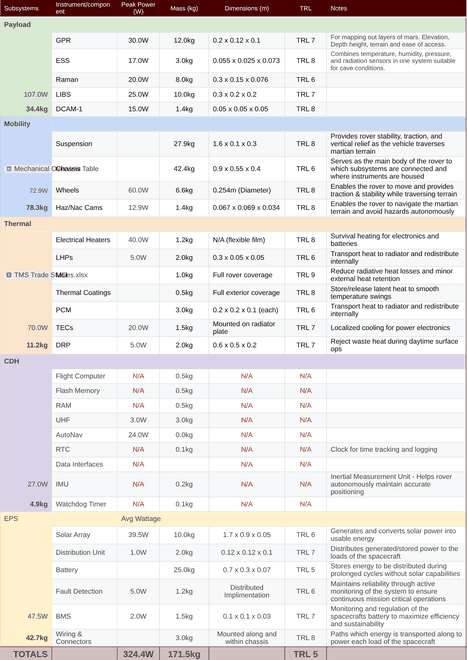 Subsystems Instrument/compon ent Peak Power (W) Mass (kg) Dimensions (m) TRL Notes
Payload
GPR 30.0W 12.0kg 0.2 x 0.12 x 0.1 TRL 7 For mapping out layers of mars. Elevation, Depth height, terrain and ease of access.
ESS 17.0W 3.0kg 0.055 x 0.025 x 0.073 TRL 8 Combines temperature, humidity, pressure, and radiation sensors in one system suitable for cave conditions.
Raman 20.0W 8.0kg 0.3 x 0.15 x 0.076 TRL 6
107.0W LIBS 25.0W 10.0kg 0.3 x 0.2 x 0.2 TRL 7
34.4kg DCAM-1 15.0W 1.4kg 0.05 x 0.05 x 0.05 TRL 8
Mobility
Suspension 27.9kg 1.6 x 0.1 x 0.3 TRL 8 Provides rover stability, traction, and vertical relief as the vehicle traverses martian terrain
Mechanical Chassis Table 42.4kg 0.9 x 0.55 x 0.4 TRL 6 Serves as the main body of the rover to which subsystems are connected and where instruments are housed
72.9W Wheels 60.0W 6.6kg 0.254m (Diameter) TRL 8 Enables the rover to move and provides traction & stability while traversing terrain
78.3kg Haz/Nac Cams 12.9W 1.4kg 0.067 x 0.069 x 0.034 TRL 8 Enables the rover to navigate the martian terrain and avoid hazards autonomously
Thermal
Electrical Heaters 40.0W 1.2kg N/A (flexible film) TRL 8 Survival heating for electronics and batteries
LHPs 5.0W 2.0kg 0.3 x 0.05 x 0.05 TRL 6 Transport heat to radiator and redistribute internally
TMS Trade MLI .xlsx 1.0kg Full rover coverage TRL 9 Reduce radiative heat losses and minor external heat retention
Thermal Coatings 0.5kg Full exterior coverage TRL 8 Store/release latent heat to smooth temperature swings
PCM 3.0kg 0.2 x 0.2 x 0.1 (each) TRL 6 Transport heat to radiator and redistribute internally
70.0W TECs 20.0W 1.5kg Mounted on radiator plate TRL 7 Localized cooling for power electronics
11.2kg DRP 5.0W 2.0kg 0.6 x 0.5 x 0.2 TRL 7 Reject waste heat during daytime surface ops
CDH
Flight Computer N/A 0.5kg N/A N/A
Flash Memory N/A 0.5kg N/A N/A
RAM N/A 0.5kg N/A N/A
UHF 3.0W 3.0kg N/A N/A
AutoNav 24.0W 0.0kg N/A N/A
RTC N/A 0.1kg N/A N/A Clock for time tracking and logging
Data Interfaces N/A N/A N/A
27.0W IMU N/A 0.2kg N/A N/A Inertial Measurement Unit - Helps rover autonomously maintain accurate positioning
4.9kg Watchdog Timer N/A 0.1kg N/A N/A
EPS Avg Wattage
Solar Array 39.5W 10.0kg 1.7 x 0.9 x 0.05 TRL 6 Generates and converts solar power into usable energy
Distribution Unit 1.0W 2.0kg 0.12 x 0.12 x 0.1 TRL 7 Distributes generated/stored power to the loads of the spacecraft
Battery 25.0kg 0.7 x 0.3 x 0.07 TRL 5 Stores energy to be distributed during prolonged cycles without solar capabilities
Fault Detection 5.0W 1.2kg Distributed Implimentation TRL 6 Maintains reliability through active monitoring of the system to ensure continuous mission critical operations
47.5W BMS 2.0W 1.5kg 0.1 x 0.1 x 0.03 TRL 7 Monitoring and regulation of the spacecrafts battery to maximize efficiency and sustainability
42.7kg Wiring & Connectors 3.0kg Mounted along and within chassis TRL 8 Paths which energy is transported along to power each load of the spacecraft
TOTALS 324.4W 171.5kg TRL 5